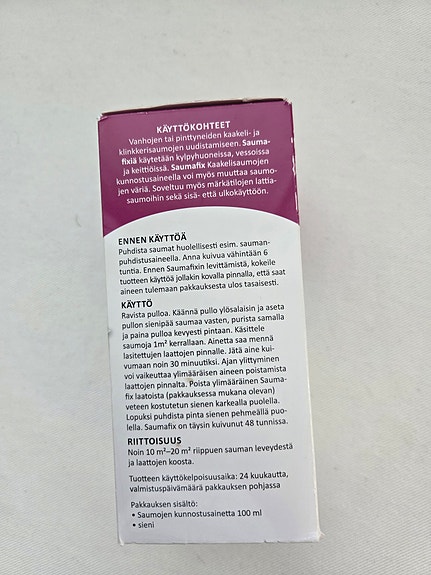 KÄYTTÖKOHTEET
Vanhojen tai pinttyneiden kaakeli- ja
klinkkerisaumojen uudistamiseen. Sauma-
fixiä käytetään kylpyhuoneissa, vessoissa
ja keittiöissä. Saumafix Kaakelisaumojen
kunnostusaineella voi myös muuttaa saumo-
jen väriä. Soveltuu myös märkätilojen lattia-
saumoihin sekä sisä- että ulkokäyttöön.
ENNEN KÄYTTÖÄ
Puhdista saumat huolellisesti esim. sauman-
puhdistusaineella. Anna kuivua vähintään 6
tuntia. Ennen Saumafixin levittämistä, kokeile
tuotteen käyttöä jollakin kovalla pinnalla, että saat
aineen tulemaan pakkauksesta ulos tasaisesti.
KÄYTTÖ
Ravista pulloa. Käännä pullo ylösalaisin ja aseta
pullon sienipää saumaa vasten, purista samalla
ja paina pulloa kevyesti pintaan. Käsittele
saumoja 1m² kerrallaan. Ainetta saa mennä
lasitettujen laattojen pinnalle. Jätä aine kui-
vumaan noin 30 minuutiksi. Ajan ylittyminen
voi vaikeuttaa ylimääräisen aineen poistamista
laattojen pinnalta. Poista ylimääräinen Sauma-
fix laatoista (pakkauksessa mukana olevan)
veteen kostutetun sienen karkealla puolella.
Lopuksi puhdista pinta sienen pehmeällä puo-
lella. Saumafix on täysin kuivunut 48 tunnissa.
RIITTOISUUS
Noin 10 m²–20 m² riippuen sauman leveydestä
ja laattojen koosta.
Tuotteen käyttökelpoisuusaika: 24 kuukautta,
valmistuspäivämäärä pakkauksen pohjassa
Pakkauksen sisältö:
• Saumojen kunnostusainetta 100 ml
• sieni